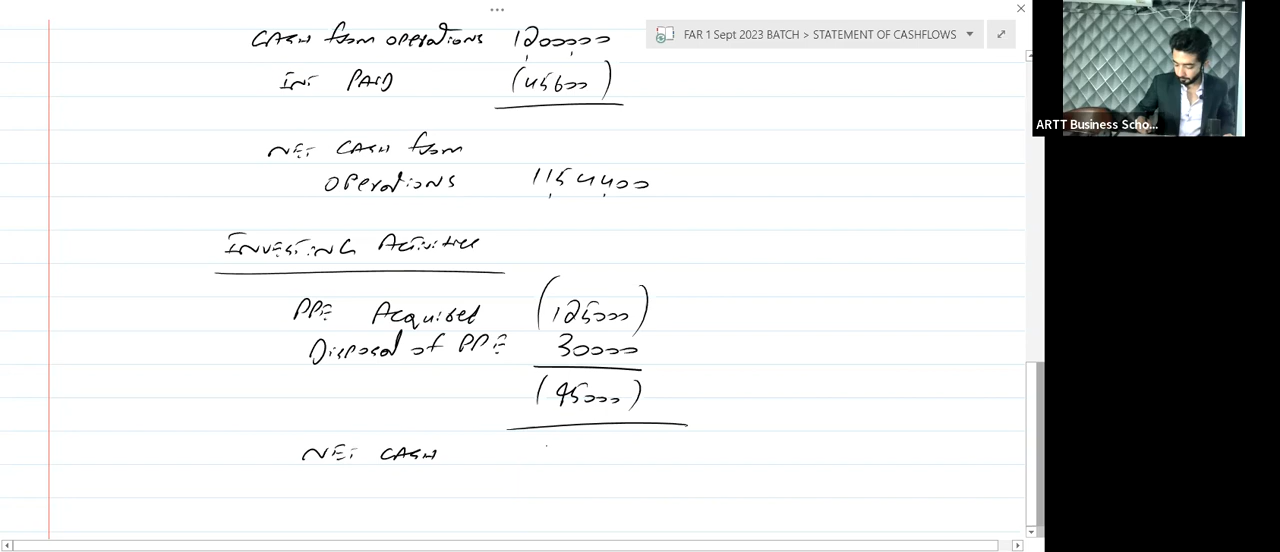 FAR 1 Sept 2023 BATCH > STATEMENT OF CASHFLOWS
ARTT Business Scho...
CASH from operations 1200000
INT PAID (45600)
NET CASH from
operations 1154400
INVESTING Activities
PPE Acquired (125000)
Disposal of PPE 30000
(95000)
NET CASH